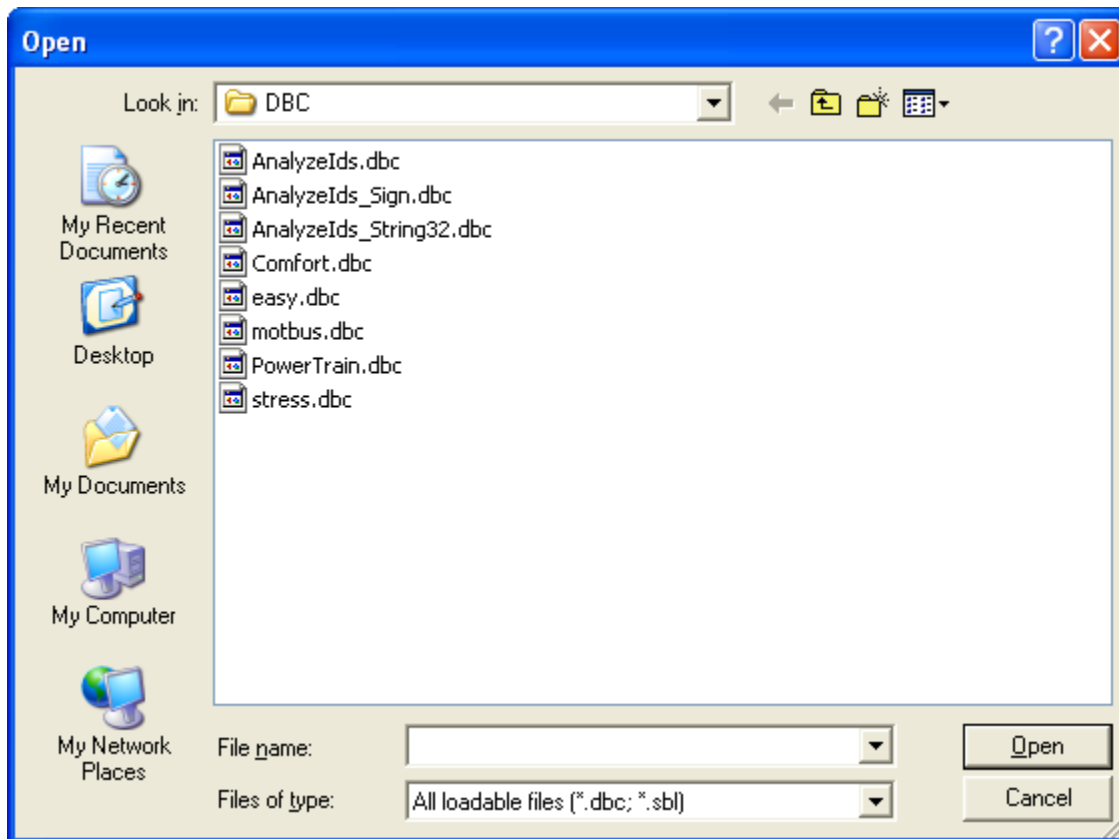 Open
Look in:
DBC
My Recent
Documents
Desktop
My Documents
My Computer
My Network
Places
AnalyzeIds.dbc
AnalyzeIds_Sign.dbc
AnalyzeIds_String32.dbc
Comfort.dbc
easy.dbc
motbus.dbc
PowerTrain.dbc
stress.dbc
File name:
Open
Files of type:
All loadable files (*.dbc; *.sbl)
Cancel